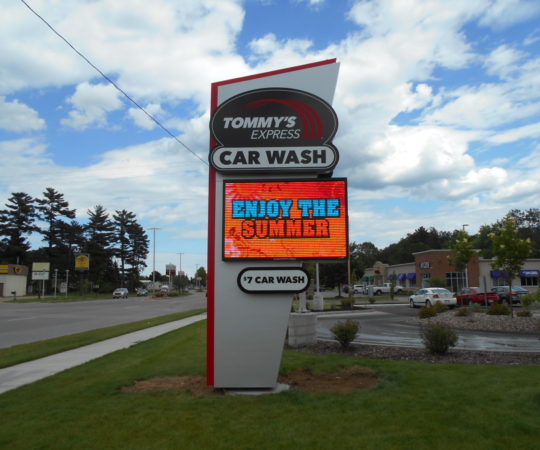 TOMMY'S
EXPRESS
CAR WASH
ENJOY THE
SUMMER
$7 CAR WASH